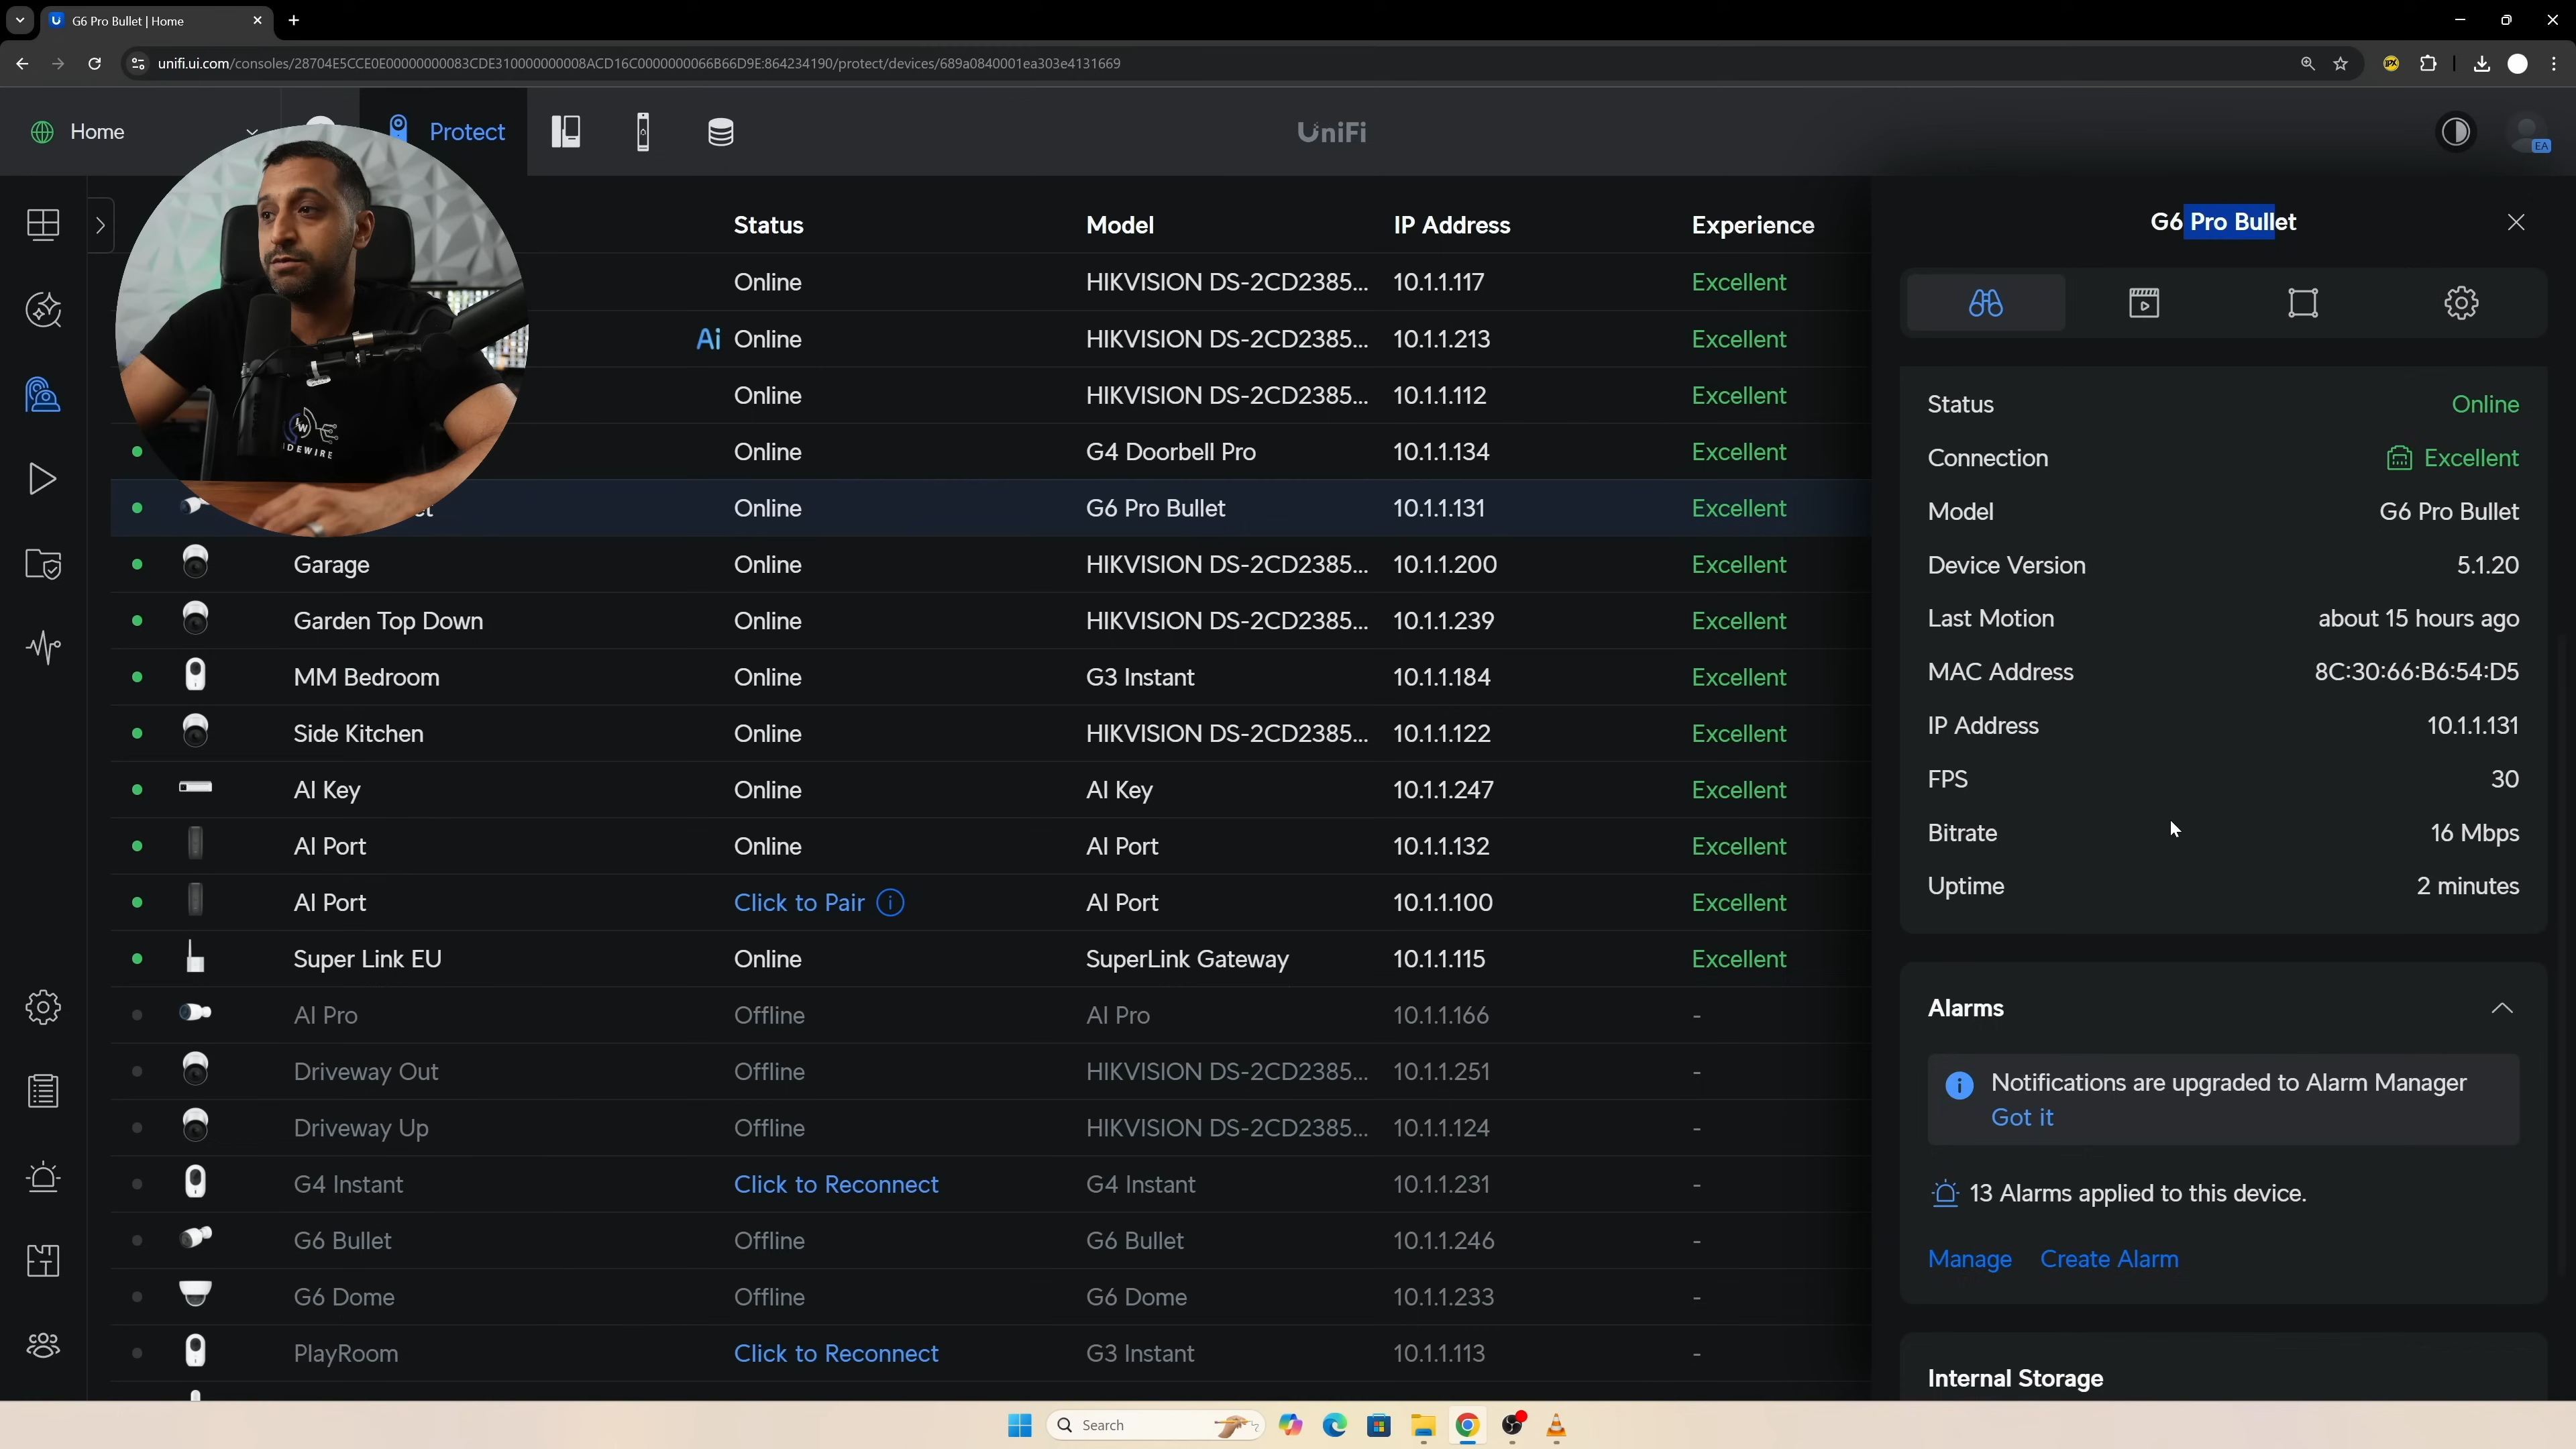 G6 Pro Bullet | Home
unifi.ui.com/consoles/28704E5CCE0E00000000083CDE310000000008ACD16C0000000066B66D9E:864234190/protect/devices/689a0840001ea303e4131669
Home
Protect
UniFi
EA
Status Model IP Address Experience
Online HIKVISION DS-2CD2385... 10.1.1.117 Excellent
Ai Online HIKVISION DS-2CD2385... 10.1.1.213 Excellent
Online HIKVISION DS-2CD2385... 10.1.1.112 Excellent
Online G4 Doorbell Pro 10.1.1.134 Excellent
Online G6 Pro Bullet 10.1.1.131 Excellent
Garage Online HIKVISION DS-2CD2385... 10.1.1.200 Excellent
Garden Top Down Online HIKVISION DS-2CD2385... 10.1.1.239 Excellent
MM Bedroom Online G3 Instant 10.1.1.184 Excellent
Side Kitchen Online HIKVISION DS-2CD2385... 10.1.1.122 Excellent
AI Key Online AI Key 10.1.1.247 Excellent
AI Port Online AI Port 10.1.1.132 Excellent
AI Port Click to Pair AI Port 10.1.1.100 Excellent
Super Link EU Online SuperLink Gateway 10.1.1.115 Excellent
AI Pro Offline AI Pro 10.1.1.166 -
Driveway Out Offline HIKVISION DS-2CD2385... 10.1.1.251 -
Driveway Up Offline HIKVISION DS-2CD2385... 10.1.1.124 -
G4 Instant Click to Reconnect G4 Instant 10.1.1.231 -
G6 Bullet Offline G6 Bullet 10.1.1.246 -
G6 Dome Offline G6 Dome 10.1.1.233 -
PlayRoom Click to Reconnect G3 Instant 10.1.1.113 -
G6 Pro Bullet
Status Online
Connection Excellent
Model G6 Pro Bullet
Device Version 5.1.20
Last Motion about 15 hours ago
MAC Address 8C:30:66:B6:54:D5
IP Address 10.1.1.131
FPS 30
Bitrate 16 Mbps
Uptime 2 minutes
Alarms
Notifications are upgraded to Alarm Manager
Got it
13 Alarms applied to this device.
Manage Create Alarm
Internal Storage
Search